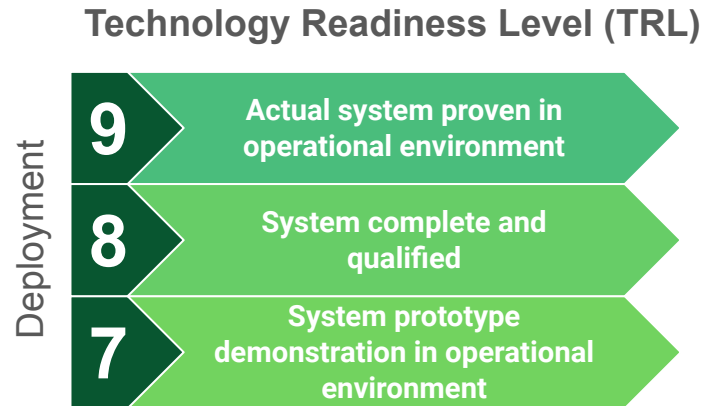 Technology Readiness Level (TRL)
Deployment
9
Actual system proven in
operational environment
8
System complete and
qualified
7
System prototype
demonstration in operational
environment